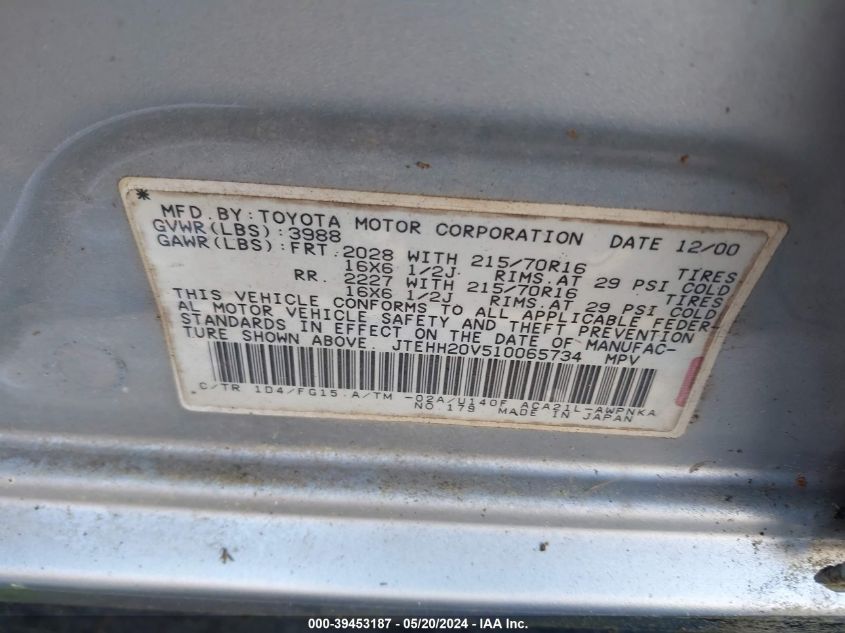 *
MFD.BY:TOYOTA MOTOR CORPORATION DATE 12/00
GVWR(LBS):3988
GAWR(LBS):FRT.2028 WITH 215/70R16 TIRES
16X6 1/2J RIMS.AT 29 PSI COLD
RR. 2227 WITH 215/70R16 TIRES
16X6 1/2J RIMS.AT 29 PSI COLD
THIS VEHICLE CONFORMS TO ALL APPLICABLE FEDER-
AL MOTOR VEHICLE SAFETY AND THEFT PREVENTION
STANDARDS IN EFFECT ON THE DATE OF MANUFAC-
TURE SHOWN ABOVE JTEHH20V510065734 MPV
C/TR 1D4/FG15.A/TM -02A/U140F ACA21L-AWPNKA
NO.179 MADE IN JAPAN
000-39453187 - 05/20/2024 - IAA Inc.